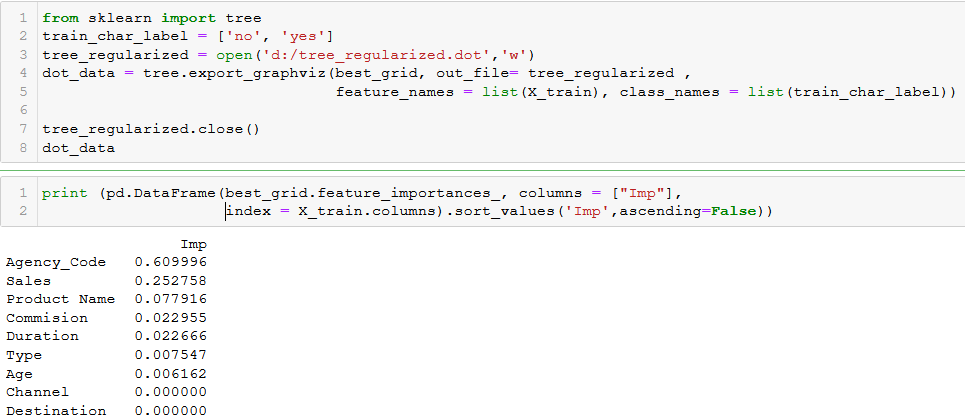 1 from sklearn import tree
2 train_char_label = ['no', 'yes']
3 tree_regularized = open('d:/tree_regularized.dot','w')
4 dot_data = tree.export_graphviz(best_grid, out_file= tree_regularized ,
5 feature_names = list(X_train), class_names = list(train_char_label))
6
7 tree_regularized.close()
8 dot_data
1 print (pd.DataFrame(best_grid.feature_importances_, columns = ["Imp"],
2 index = X_train.columns).sort_values('Imp',ascending=False))
Imp
Agency_Code 0.609996
Sales 0.252758
Product Name 0.077916
Commision 0.022955
Duration 0.022666
Type 0.007547
Age 0.006162
Channel 0.000000
Destination 0.000000